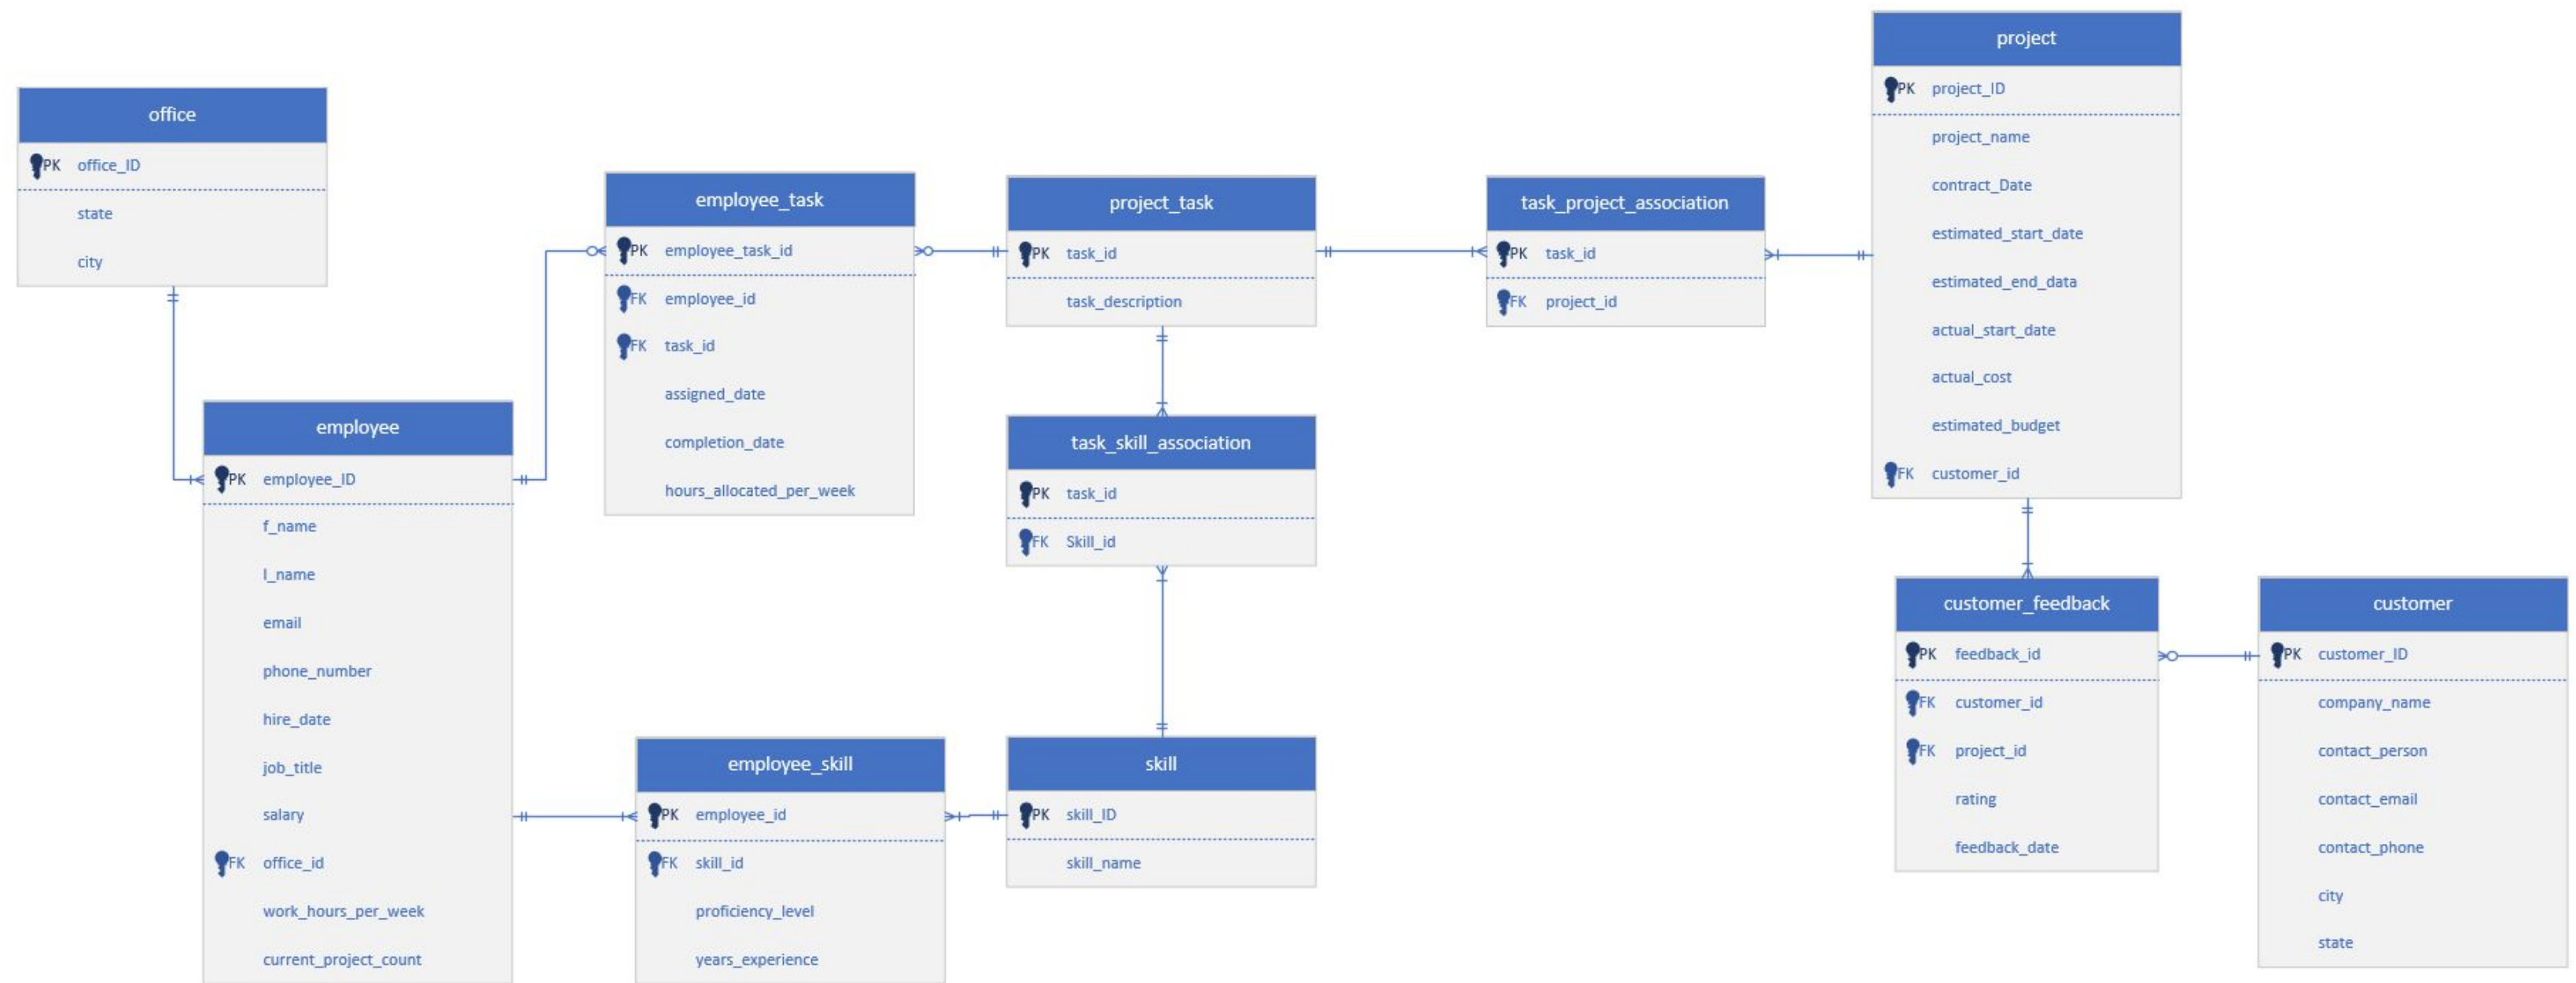 office
PK office_ID
state
city
employee
PK employee_ID
f_name
l_name
email
phone_number
hire_date
job_title
salary
FK office_id
work_hours_per_week
current_project_count
employee_task
PK employee_task_id
FK employee_id
FK task_id
assigned_date
completion_date
hours_allocated_per_week
employee_skill
PK employee_id
FK skill_id
proficiency_level
years_experience
project_task
PK task_id
task_description
task_skill_association
PK task_id
FK Skill_id
skill
PK skill_ID
skill_name
task_project_association
PK task_id
FK project_id
project
PK project_ID
project_name
contract_Date
estimated_start_date
estimated_end_data
actual_start_date
actual_cost
estimated_budget
FK customer_id
customer_feedback
PK feedback_id
FK customer_id
FK project_id
rating
feedback_date
customer
PK customer_ID
company_name
contact_person
contact_email
contact_phone
city
state